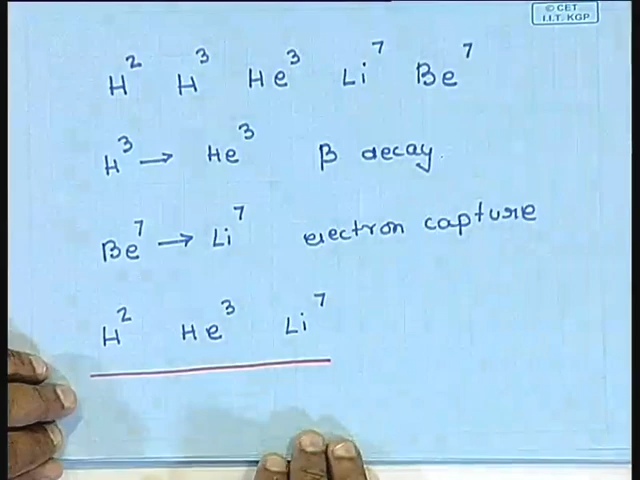 © CET
I.I.T. KGP
H² H³ He³ Li⁷ Be⁷
H³ → He³ β decay.
Be⁷ → Li⁷ electron capture
H² He³ Li⁷